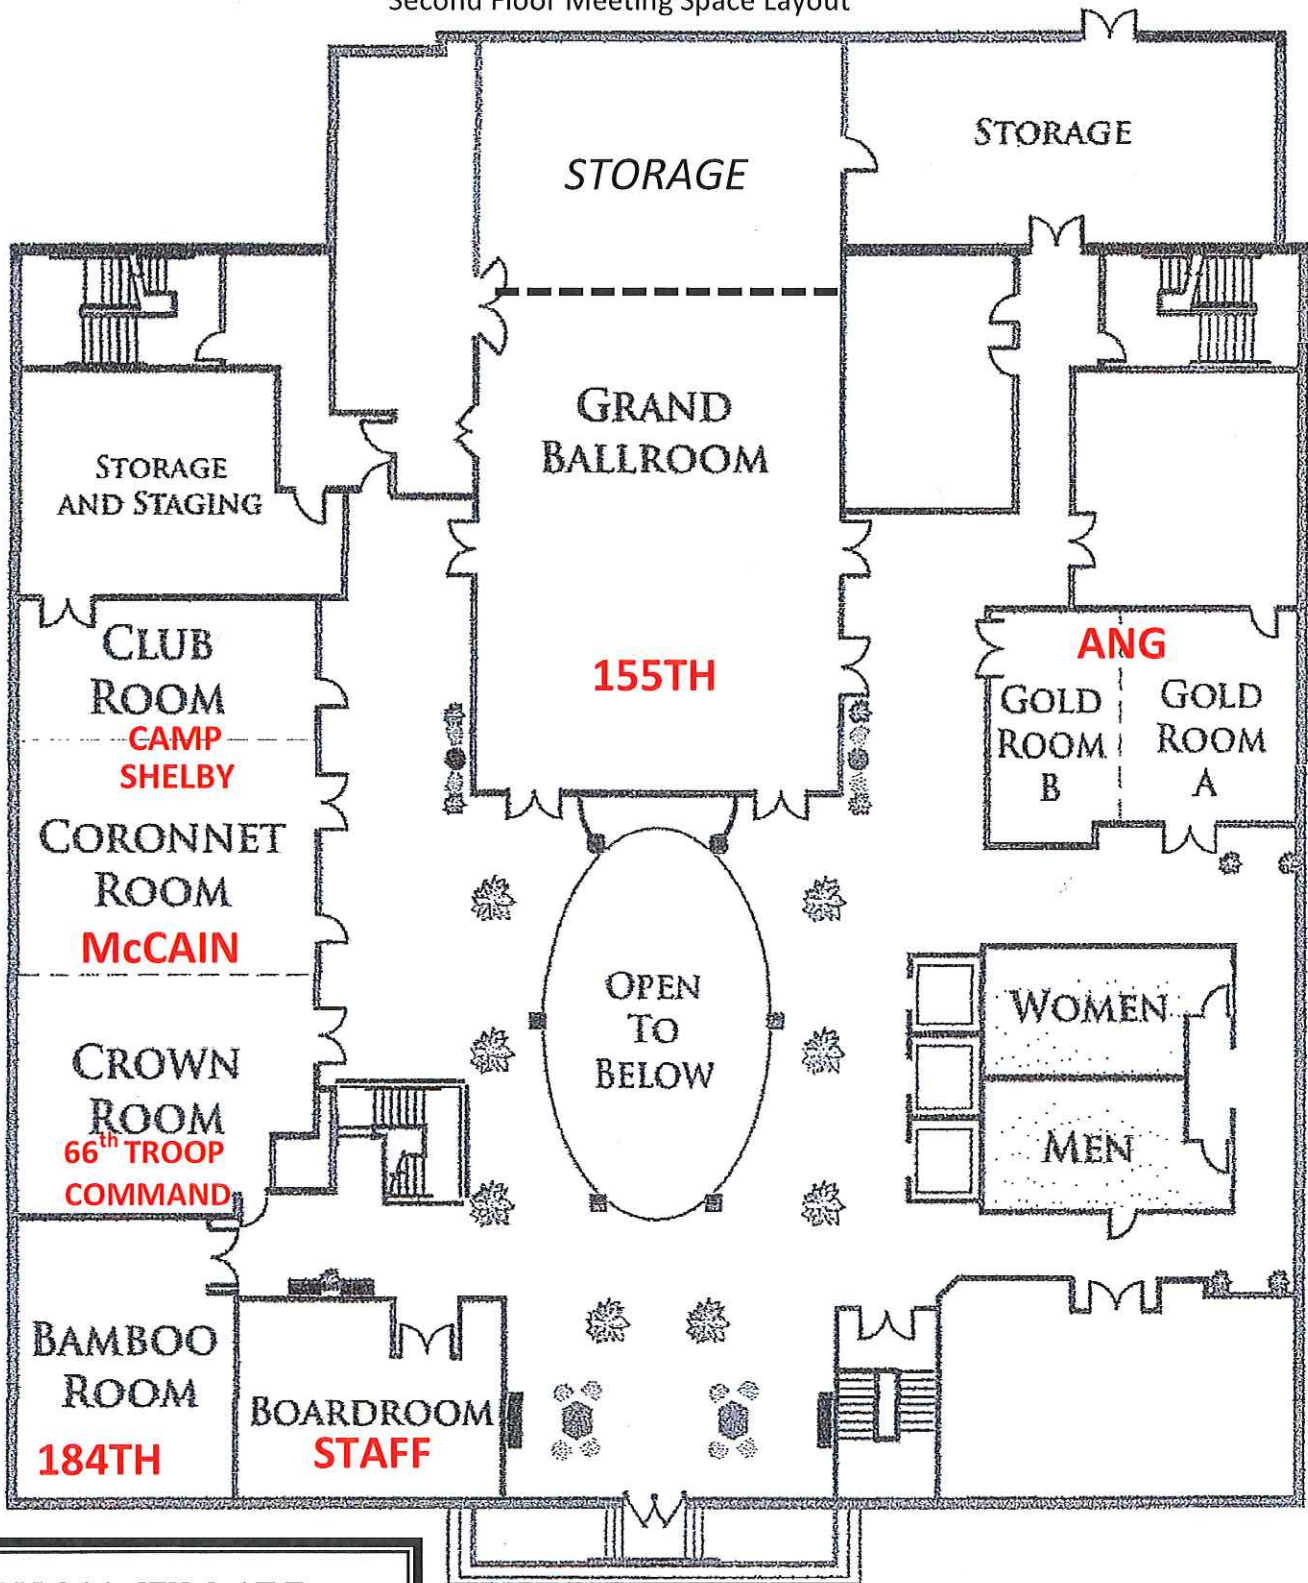 Second Floor Meeting Space Layout
STORAGE
STORAGE
GRAND
BALLROOM
155TH
STORAGE
AND STAGING
CLUB
ROOM
CAMP
SHELBY
CORONNET
ROOM
McCAIN
CROWN
ROOM
66th TROOP
COMMAND
BAMBOO
ROOM
184TH
BOARDROOM
STAFF
OPEN
TO
BELOW
ANG
GOLD
ROOM
B
GOLD
ROOM
A
WOMEN
MEN